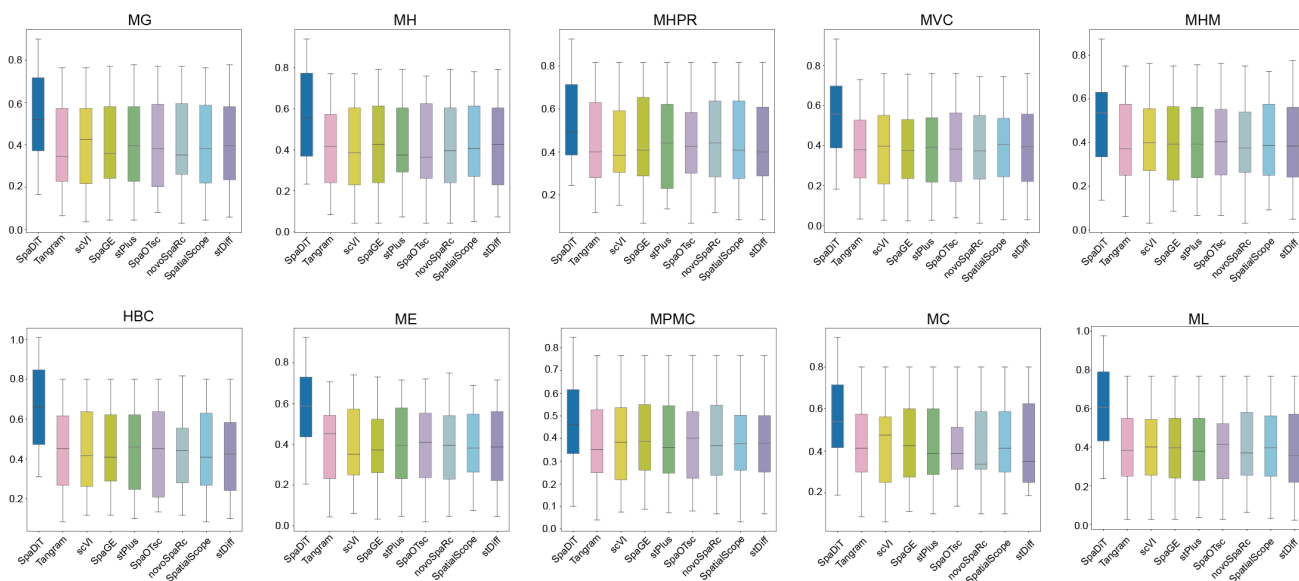 MG
0.8
0.6
0.4
0.2
0.0
SpaDiT
Tangram
scVI
SpaGE
stPlus
SpaOTsc
novoSpaRc
SpatialScope
stDiff
MH
0.8
0.6
0.4
0.2
0.0
SpaDiT
Tangram
scVI
SpaGE
stPlus
SpaOTsc
novoSpaRc
SpatialScope
stDiff
MHPR
0.8
0.6
0.4
0.2
SpaDiT
Tangram
scVI
SpaGE
stPlus
SpaOTsc
novoSpaRc
SpatialScope
stDiff
MVC
0.8
0.6
0.4
0.2
0.0
SpaDiT
Tangram
scVI
SpaGE
stPlus
SpaOTsc
novoSpaRc
SpatialScope
stDiff
MHM
0.8
0.6
0.4
0.2
0.0
SpaDiT
Tangram
scVI
SpaGE
stPlus
SpaOTsc
novoSpaRc
SpatialScope
stDiff
HBC
1.0
0.8
0.6
0.4
0.2
SpaDiT
Tangram
scVI
SpaGE
stPlus
SpaOTsc
novoSpaRc
SpatialScope
stDiff
ME
0.8
0.6
0.4
0.2
0.0
SpaDiT
Tangram
scVI
SpaGE
stPlus
SpaOTsc
novoSpaRc
SpatialScope
stDiff
MPMC
0.8
0.7
0.6
0.5
0.4
0.3
0.2
0.1
0.0
SpaDiT
Tangram
scVI
SpaGE
stPlus
SpaOTsc
novoSpaRc
SpatialScope
stDiff
MC
0.8
0.6
0.4
0.2
SpaDiT
Tangram
scVI
SpaGE
stPlus
SpaOTsc
novoSpaRc
SpatialScope
stDiff
ML
1.0
0.8
0.6
0.4
0.2
0.0
SpaDiT
Tangram
scVI
SpaGE
stPlus
SpaOTsc
novoSpaRc
SpatialScope
stDiff